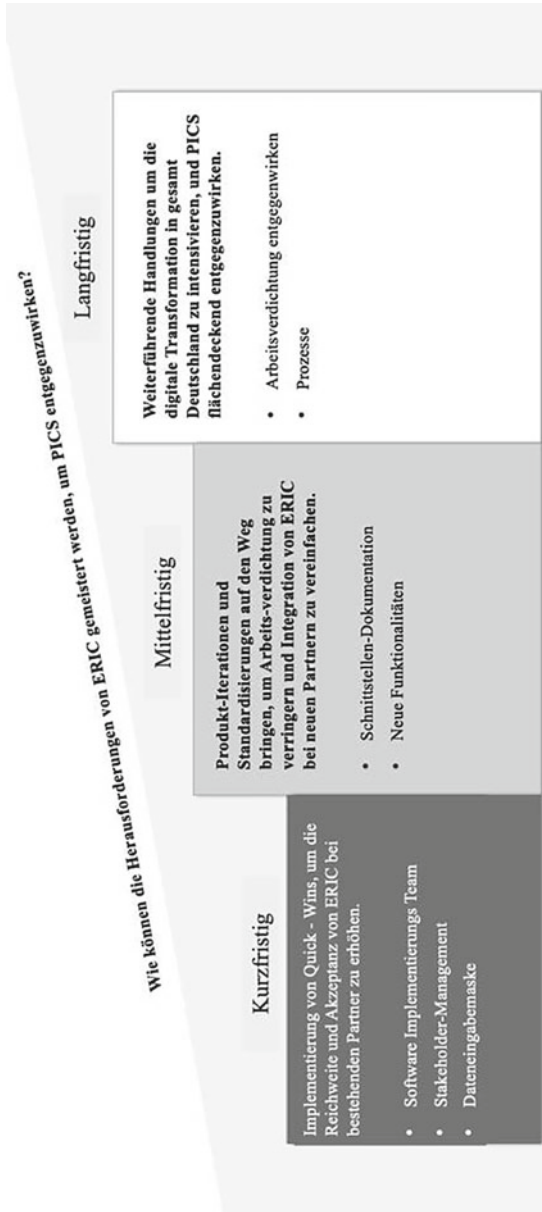 Wie können die Herausforderungen von ERIC gemeistert werden, um PICS entgegenzuwirken?
Kurzfristig
Implementierung von Quick - Wins, um die
Reichweite und Akzeptanz von ERIC bei
bestehenden Partner zu erhöhen.
• Software Implementierungs Team
• Stakeholder-Management
• Dateneingabemaske
Mittelfristig
Produkt-Iterationen und
Standardisierungen auf den Weg
bringen, um Arbeits-verdichtung zu
verringern und Integration von ERIC
bei neuen Partnern zu vereinfachen.
• Schnittstellen-Dokumentation
• Neue Funktionalitäten
Langfristig
Weiterführende Handlungen um die
digitale Transformation in gesamt
Deutschland zu intensivieren, und PICS
flächendeckend entgegenzuwirken.
• Arbeitsverdichtung entgegenwirken
• Prozesse